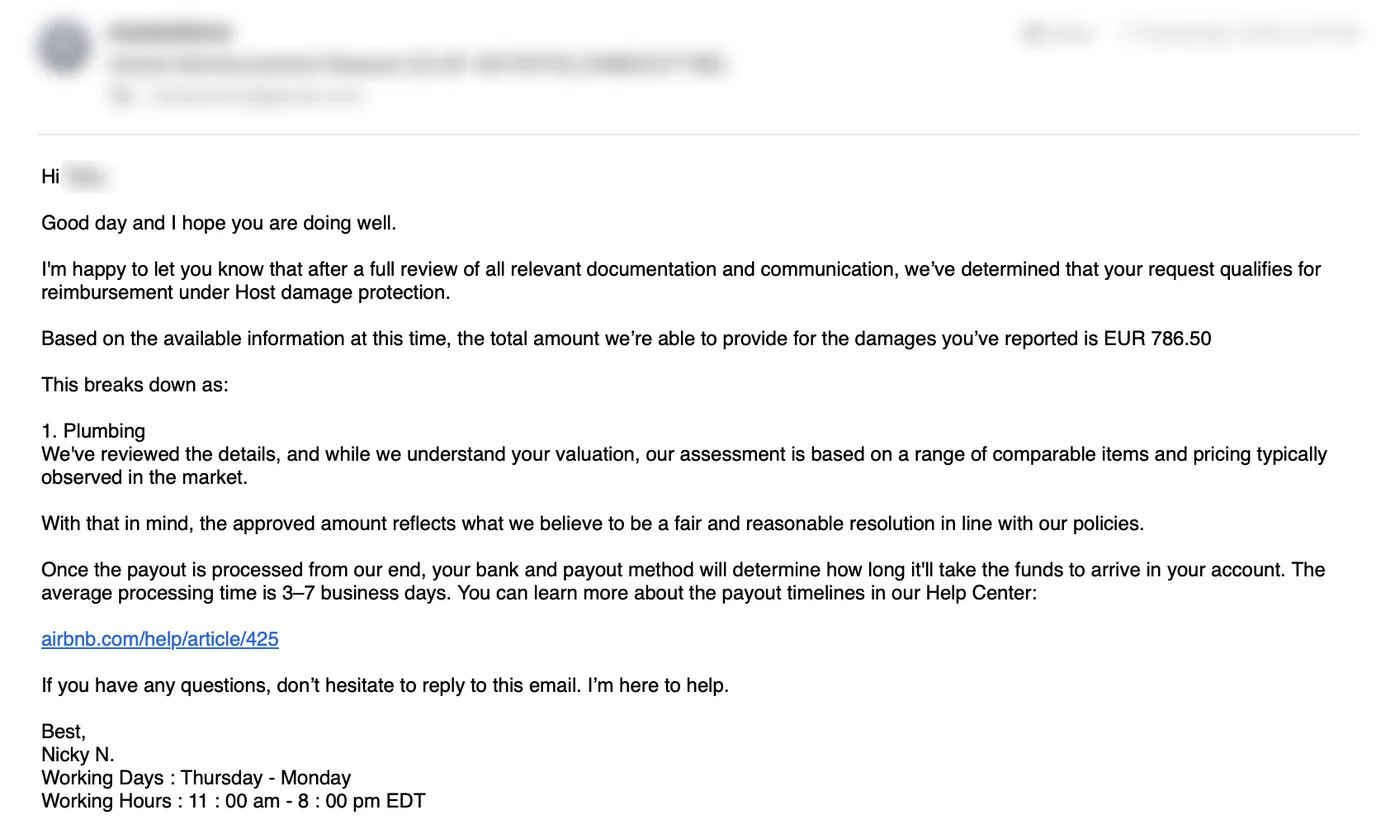 Hi
Good day and I hope you are doing well.
I'm happy to let you know that after a full review of all relevant documentation and communication, we’ve determined that your request qualifies for
reimbursement under Host damage protection.
Based on the available information at this time, the total amount we’re able to provide for the damages you’ve reported is EUR 786.50
This breaks down as:
1. Plumbing
We've reviewed the details, and while we understand your valuation, our assessment is based on a range of comparable items and pricing typically
observed in the market.
With that in mind, the approved amount reflects what we believe to be a fair and reasonable resolution in line with our policies.
Once the payout is processed from our end, your bank and payout method will determine how long it'll take the funds to arrive in your account. The
average processing time is 3–7 business days. You can learn more about the payout timelines in our Help Center:
airbnb.com/help/article/425
If you have any questions, don’t hesitate to reply to this email. I’m here to help.
Best,
Nicky N.
Working Days : Thursday - Monday
Working Hours : 11 : 00 am - 8 : 00 pm EDT